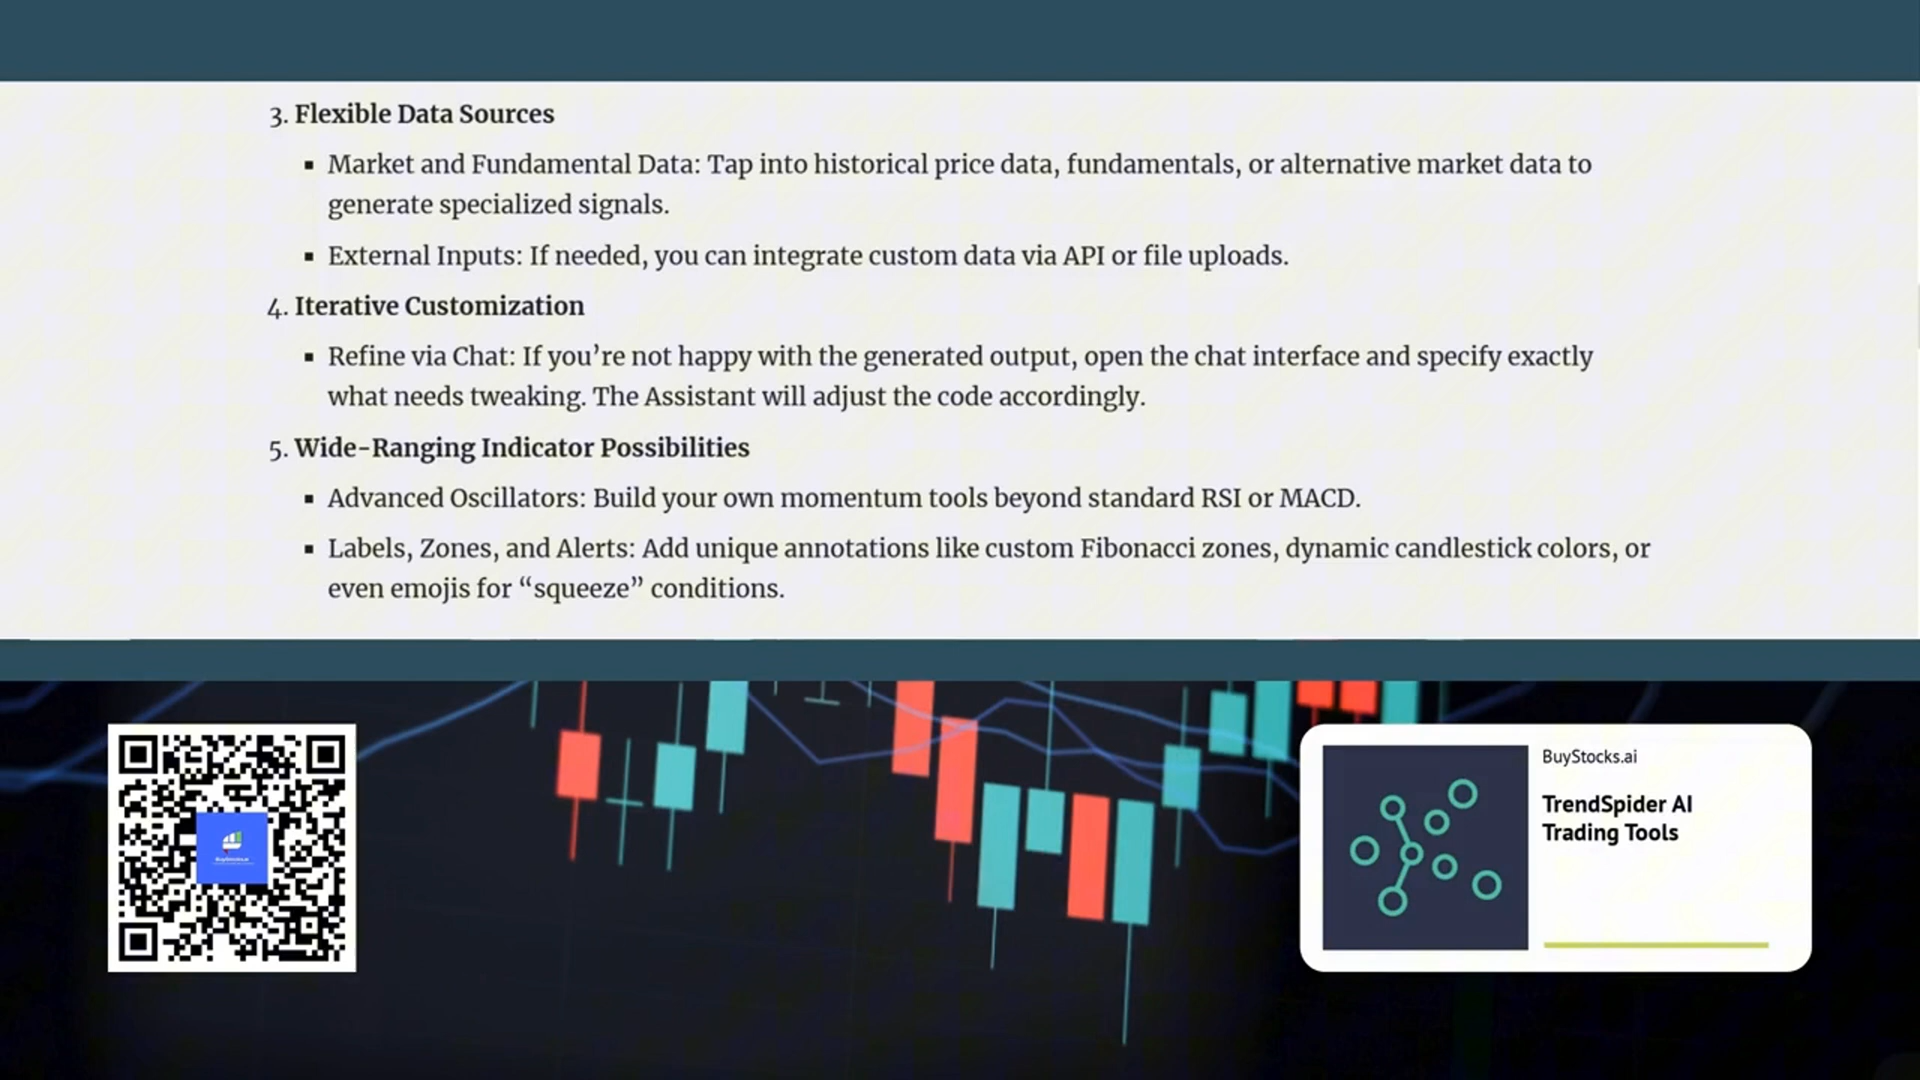 3. Flexible Data Sources
▪ Market and Fundamental Data: Tap into historical price data, fundamentals, or alternative market data to
generate specialized signals.
▪ External Inputs: If needed, you can integrate custom data via API or file uploads.
4. Iterative Customization
▪ Refine via Chat: If you’re not happy with the generated output, open the chat interface and specify exactly
what needs tweaking. The Assistant will adjust the code accordingly.
5. Wide-Ranging Indicator Possibilities
▪ Advanced Oscillators: Build your own momentum tools beyond standard RSI or MACD.
▪ Labels, Zones, and Alerts: Add unique annotations like custom Fibonacci zones, dynamic candlestick colors, or
even emojis for “squeeze” conditions.
BuyStocks.ai
BuyStocks.ai
TrendSpider AI
Trading Tools